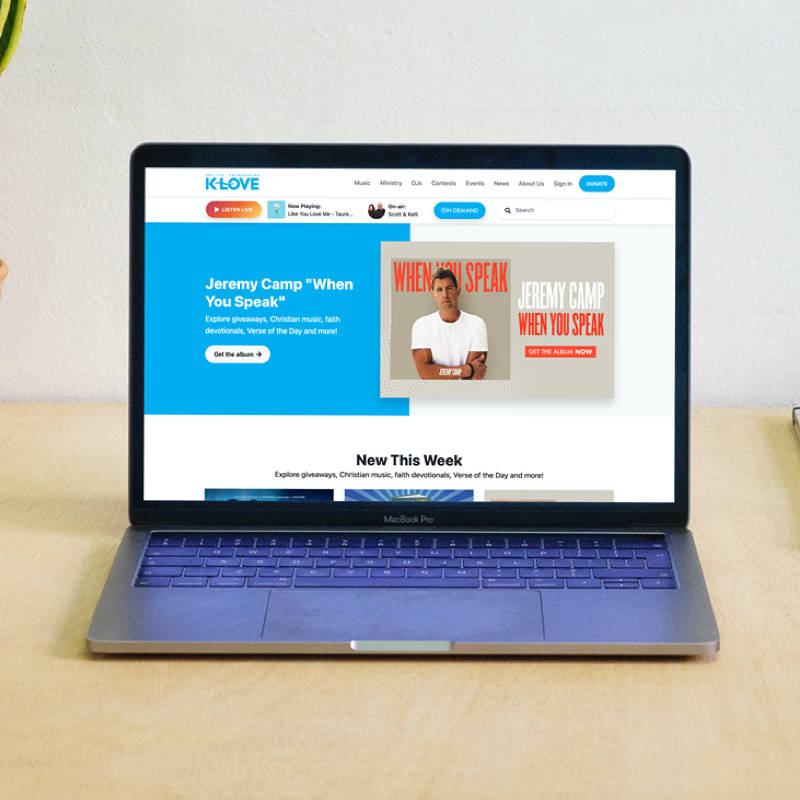 POSITIVE, ENCOURAGING
K-LOVE
Music Ministry DJs Contests Events News About Us Sign In DONATE
LISTEN LIVE
Now Playing:
Like You Love Me - Taure...
On-air:
Scott & Kelli
ON DEMAND
Search
Jeremy Camp "When
You Speak"
Explore giveaways, Christian music, faith
devotionals, Verse of the Day and more!
Get the album →
WHEN YOU SPEAK
JEREMY CAMP
JEREMY CAMP
WHEN YOU SPEAK
GET THE ALBUM NOW
New This Week
Explore giveaways, Christian music, faith devotionals, Verse of the Day and more!
MacBook Pro